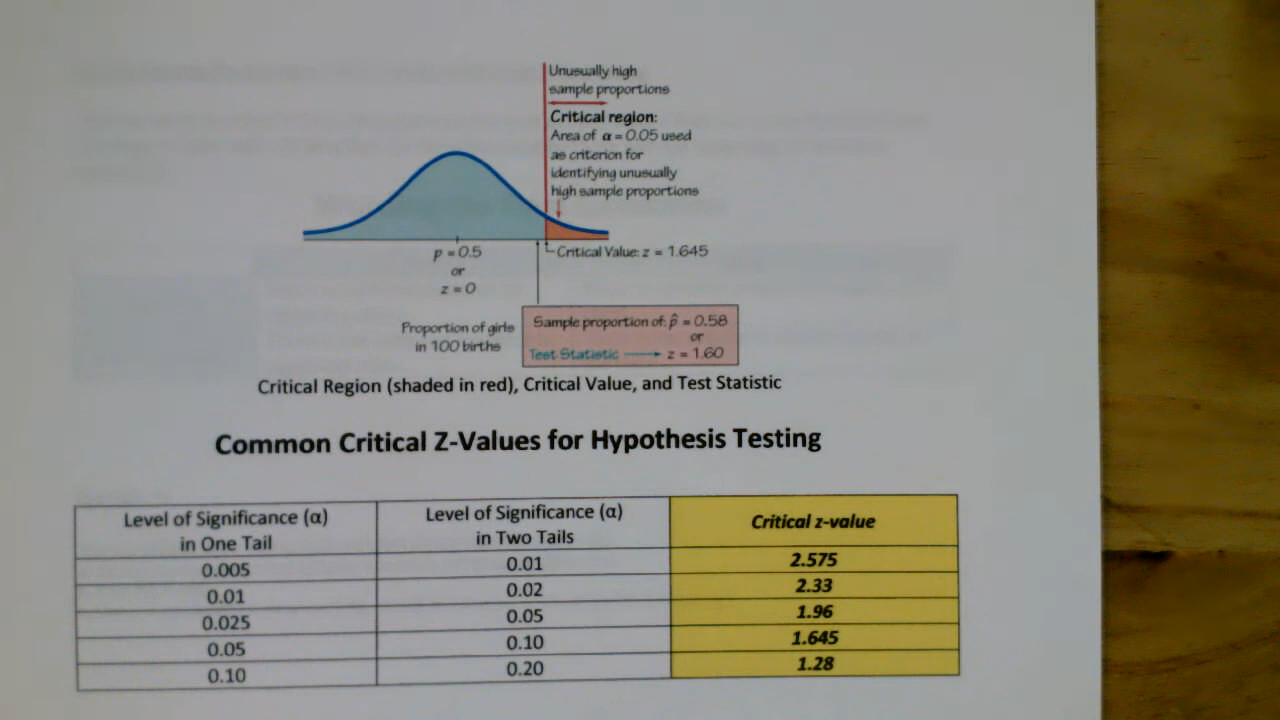 Unusually high
sample proportions
Critical region:
Area of α = 0.05 used
as criterion for
identifying unusually
high sample proportions
p = 0.5
or
z = 0
Critical Value: z = 1.645
Proportion of girls
in 100 births
Sample proportion of: p̂ = 0.58
or
Test Statistic z = 1.60
Critical Region (shaded in red), Critical Value, and Test Statistic
Common Critical Z-Values for Hypothesis Testing
Level of Significance (α)
in One Tail
Level of Significance (α)
in Two Tails
Critical z-value
0.005 0.01 2.575
0.01 0.02 2.33
0.025 0.05 1.96
0.05 0.10 1.645
0.10 0.20 1.28